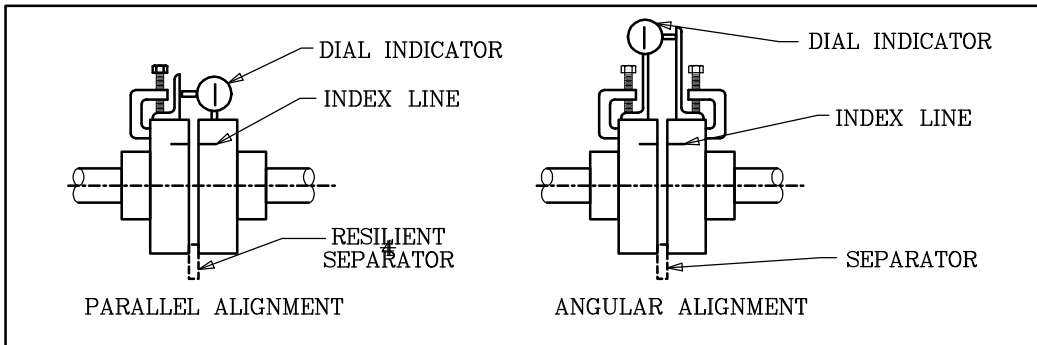 DIAL INDICATOR
INDEX LINE
RESILIENT
SEPARATOR
PARALLEL ALIGNMENT
DIAL INDICATOR
INDEX LINE
SEPARATOR
ANGULAR ALIGNMENT